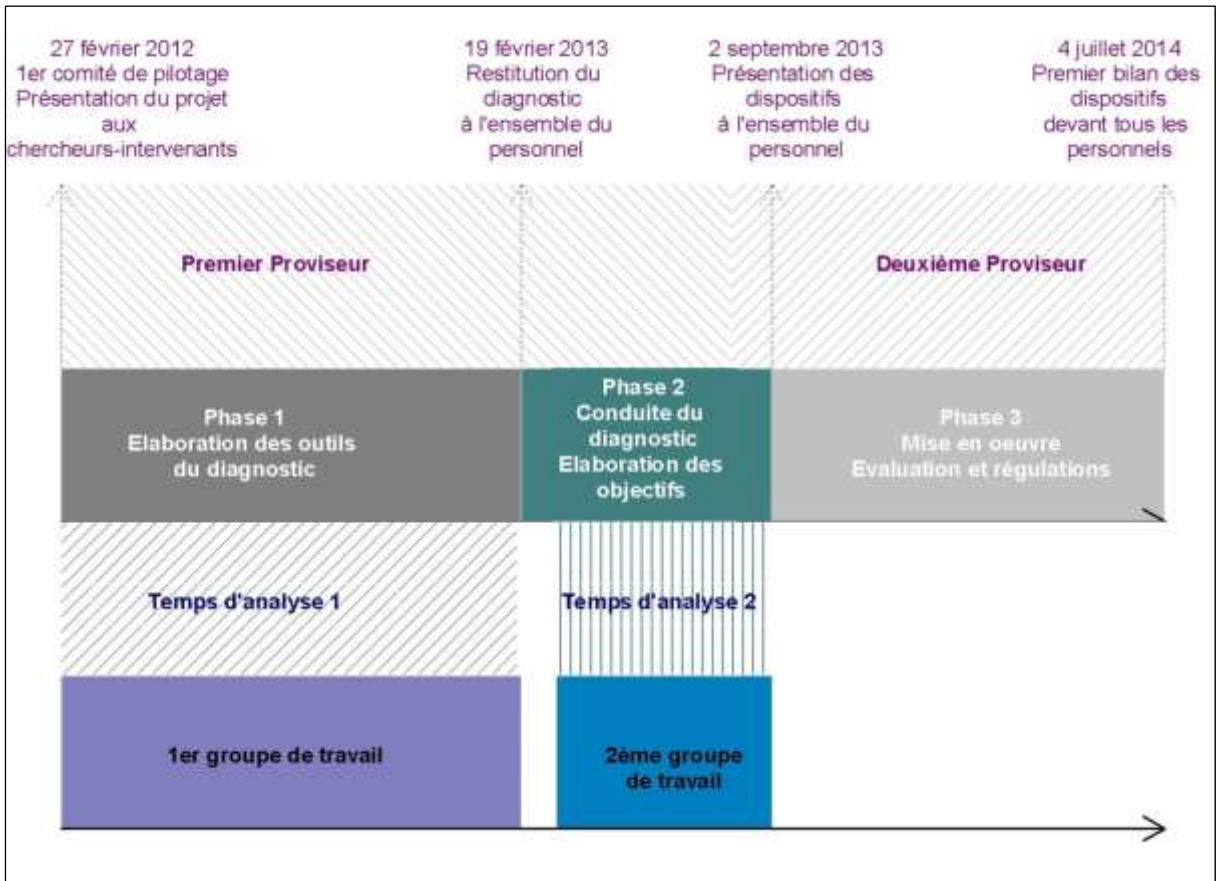 27 février 2012
1er comité de pilotage
Présentation du projet
aux
chercheurs-intervenants
19 février 2013
Restitution du
diagnostic
à l'ensemble du
personnel
2 septembre 2013
Présentation des
dispositifs
à l'ensemble du
personnel
4 juillet 2014
Premier bilan des
dispositifs
devant tous les
personnels
Premier Proviseur
Deuxième Proviseur
Phase 1
Elaboration des outils
du diagnostic
Phase 2
Conduite du
diagnostic
Elaboration des
objectifs
Phase 3
Mise en oeuvre
Evaluation et régulations
Temps d'analyse 1
Temps d'analyse 2
1er groupe de travail
2ème groupe
de travail